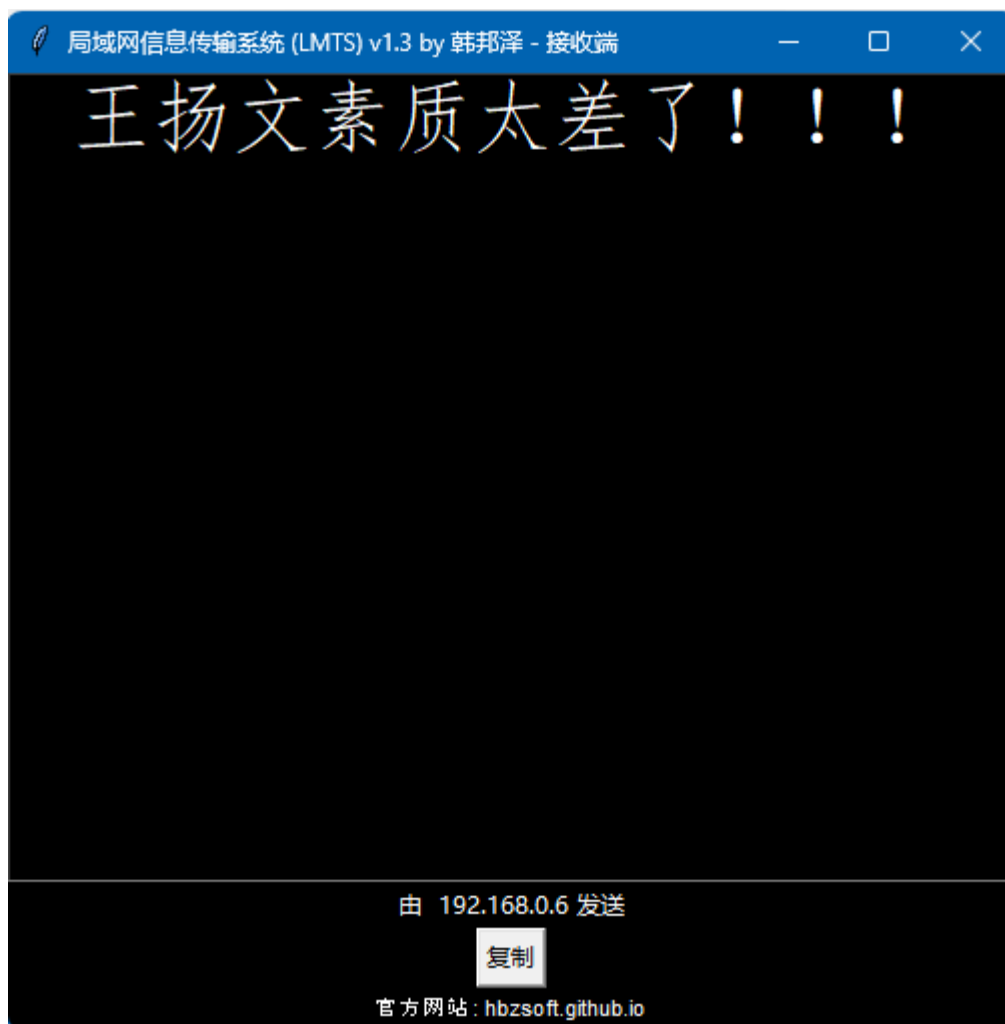 局域网信息传输系统 (LMTS) v1.3 by 韩邦泽 - 接收端
王扬文素质太差了！！！
由 192.168.0.6 发送
复制
官方网站: hbzsoft.github.io